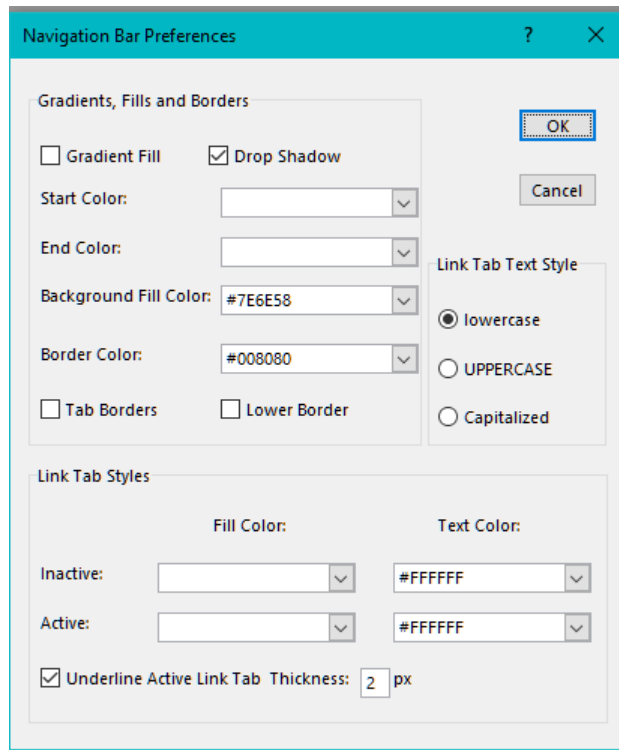 Navigation Bar Preferences ?
Gradients, Fills and Borders
OK
Gradient Fill Drop Shadow
Start Color:
Cancel
End Color:
Link Tab Text Style
Background Fill Color: #7E6E58
lowercase
Border Color: #008080
UPPERCASE
Tab Borders Lower Border
Capitalized
Link Tab Styles
Fill Color: Text Color:
Inactive: #FFFFFF
Active: #FFFFFF
Underline Active Link Tab Thickness: 2 px